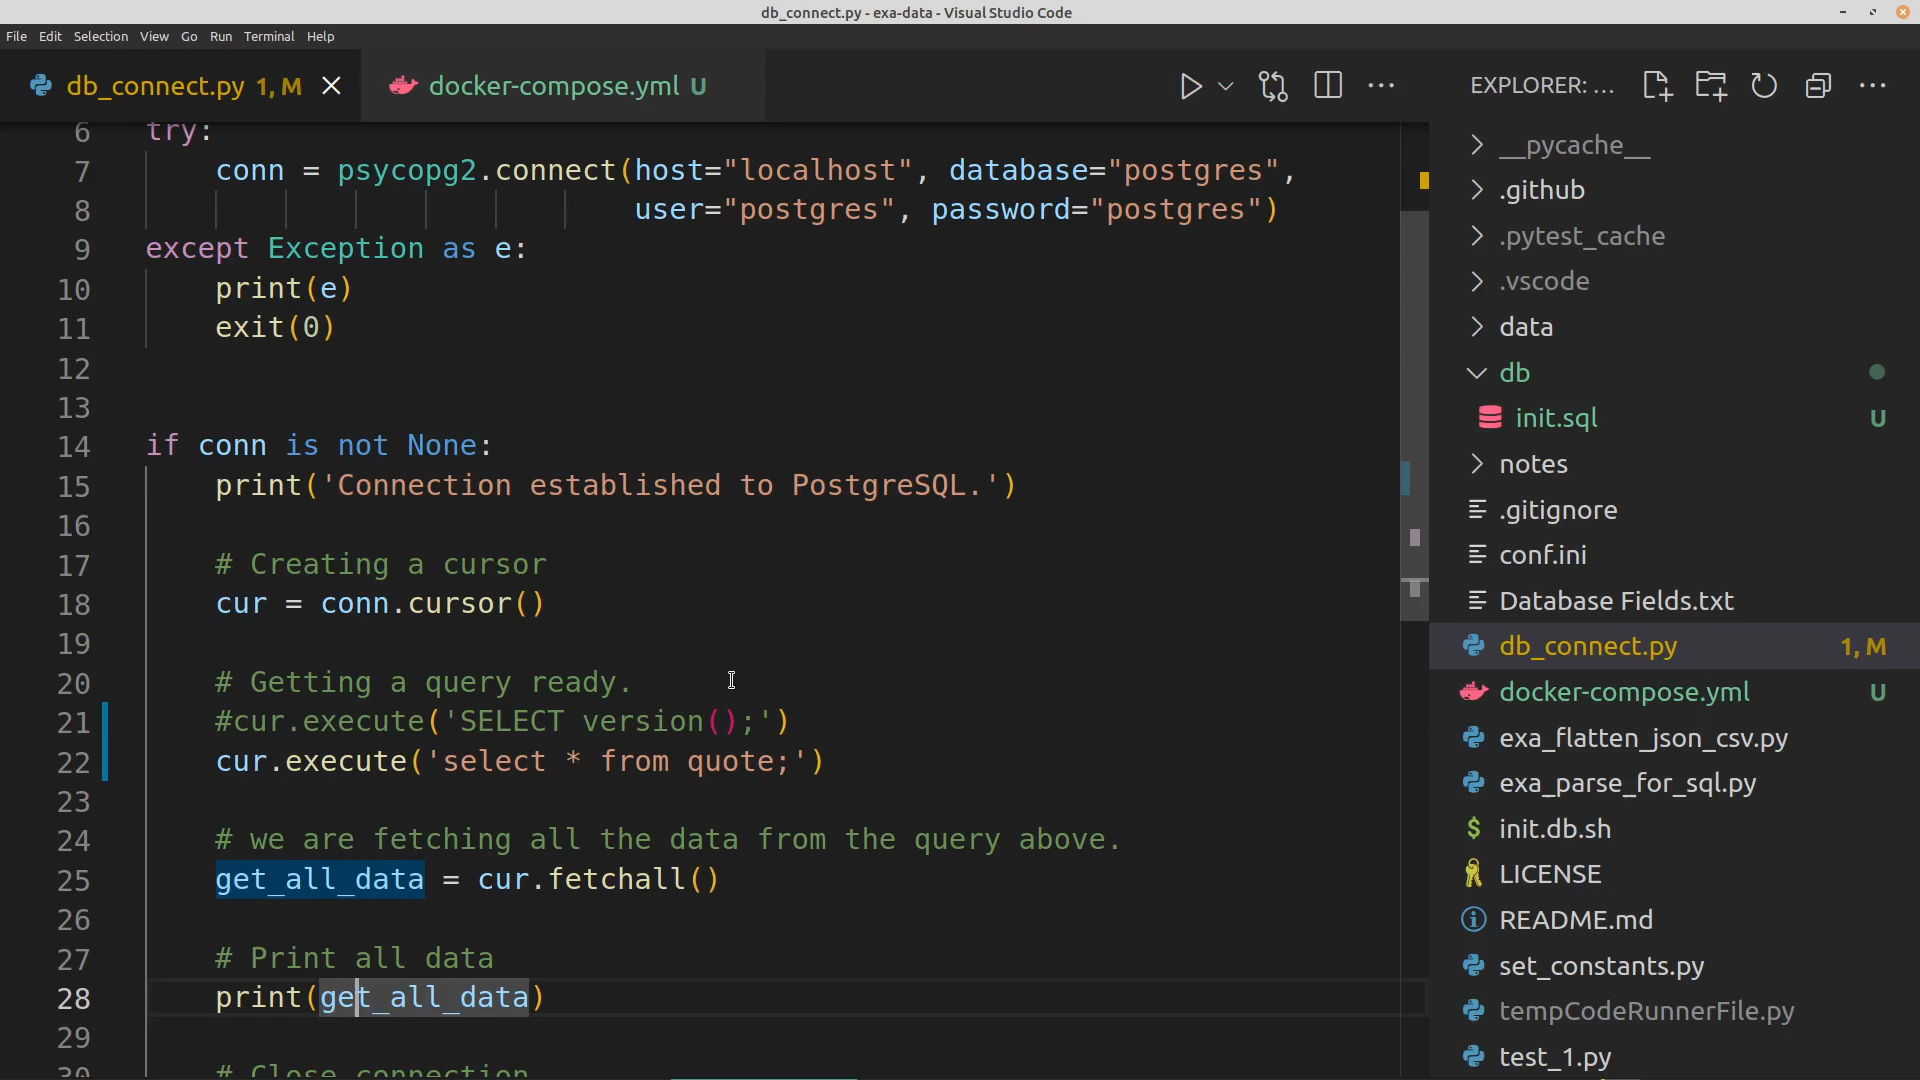 db_connect.py - exa-data - Visual Studio Code
File Edit Selection View Go Run Terminal Help
db_connect.py 1, M
docker-compose.yml U
EXPLORER: ...
6 try:
7 conn = psycopg2.connect(host="localhost", database="postgres",
8 user="postgres", password="postgres")
9 except Exception as e:
10 print(e)
11 exit(0)
12
13
14 if conn is not None:
15 print('Connection established to PostgreSQL.')
16
17 # Creating a cursor
18 cur = conn.cursor()
19
20 # Getting a query ready.
21 #cur.execute('SELECT version();')
22 cur.execute('select * from quote;')
23
24 # we are fetching all the data from the query above.
25 get_all_data = cur.fetchall()
26
27 # Print all data
28 print(get_all_data)
29
30 # Close connection
__pycache__
.github
.pytest_cache
.vscode
data
db
init.sql U
notes
.gitignore
conf.ini
Database Fields.txt
db_connect.py 1, M
docker-compose.yml U
exa_flatten_json_csv.py
exa_parse_for_sql.py
init.db.sh
LICENSE
README.md
set_constants.py
tempCodeRunnerFile.py
test_1.py